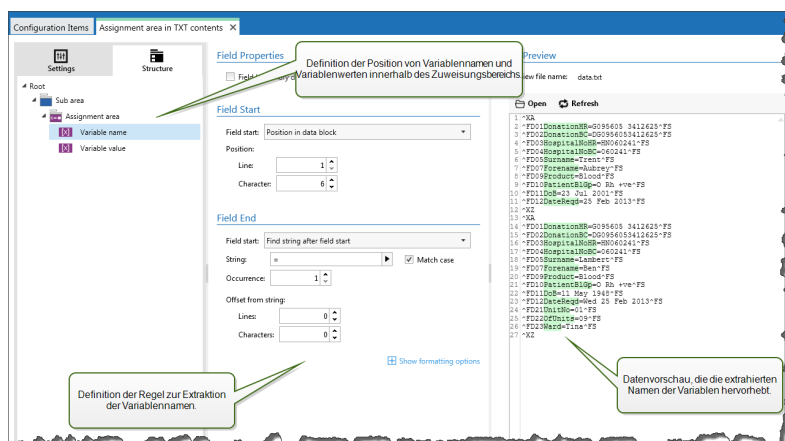 Configuration Items
Assignment area in TXT contents ×
Settings
Structure
Root
Sub area
Assignment area
Variable name
Variable value
Field Properties
Field
Definition der Position von Variablennamen und
Variablenwerten innerhalb des Zuweisungsbereichs.
Field Start
Field start: Position in data block
Position:
Line: 1
Character: 6
Field End
Field start: Find string after field start
String: =
Match case
Occurrence: 1
Offset from string:
Lines: 0
Characters: 0
Show formatting options
Definition der Regel zur Extraktion
der Variablennamen.
Preview
file name: data.txt
Open
Refresh
1 ^XA
2 ^FD01DonationHR=G095605 3412625^FS
3 ^FD02DonationBC=DG0956053412625^FS
4 ^FD03HospitalNoHR=HN060241^FS
5 ^FD04HospitalNoBC=060241^FS
6 ^FD05Surname=Trent^FS
7 ^FD07Forename=Aubrey^FS
8 ^FD09Product=Blood^FS
9 ^FD10PatientBlGp=O Rh +ve^FS
10 ^FD11DoB=23 Jul 2001^FS
11 ^FD12DateReqd=25 Feb 2013^FS
12 ^XZ
13 ^XA
14 ^FD01DonationHR=G095605 3412625^FS
15 ^FD02DonationBC=DG0956053412625^FS
16 ^FD03HospitalNoHR=HN060241^FS
17 ^FD04HospitalNoBC=060241^FS
18 ^FD05Surname=Lambert^FS
19 ^FD07Forename=Ben^FS
20 ^FD09Product=Blood^FS
21 ^FD10PatientBlGp=O Rh +ve^FS
22 ^FD11DoB=11 May 1948^FS
23 ^FD12DateReqd=Wed 25 Feb 2013^FS
24 ^FD21UnitNo=01^FS
25 ^FD22OfUnits=09^FS
26 ^FD23Ward=Tina^FS
27 ^XZ
Datenvorschau, die die extrahierten
Namen der Variablen hervorhebt.